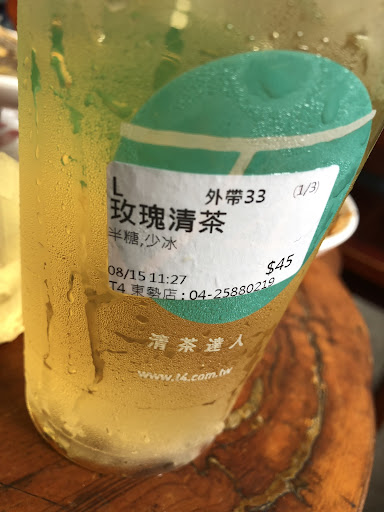 L 外帶33 (1/3)
玫瑰清茶
半糖,少冰
$45
08/15 11:27
T4 東勢店 : 04-25880219
清茶達人
www.t4.com.tw